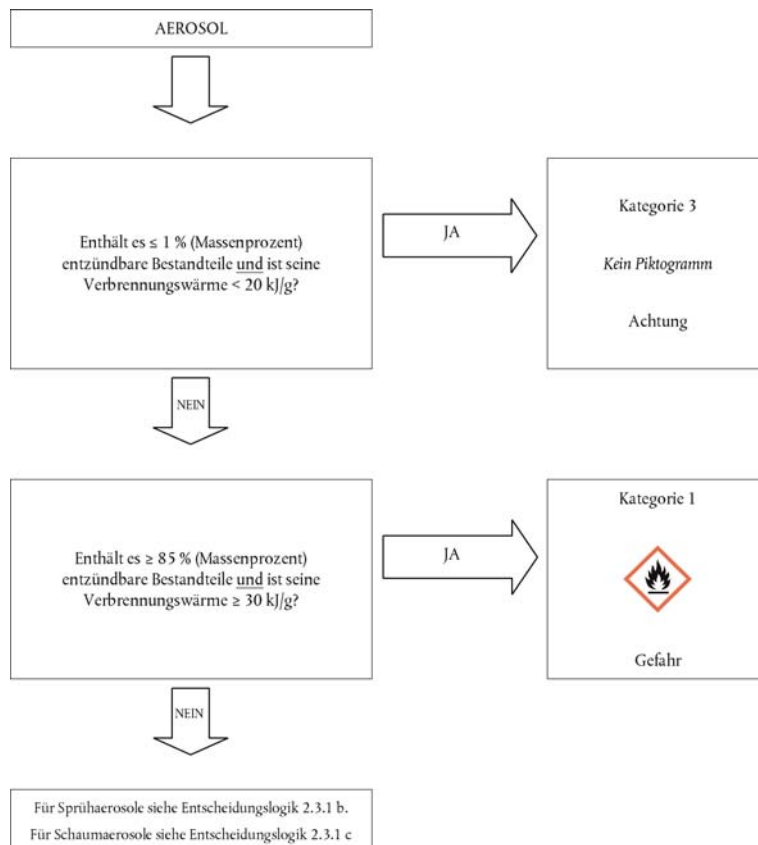 AEROSOL
Enthält es ≤ 1 % (Massenprozent)
entzündbare Bestandteile und ist seine
Verbrennungswärme < 20 kJ/g?
JA
Kategorie 3
Kein Piktogramm
Achtung
NEIN
Enthält es ≥ 85 % (Massenprozent)
entzündbare Bestandteile und ist seine
Verbrennungswärme ≥ 30 kJ/g?
JA
Kategorie 1
Gefahr
NEIN
Für Sprühaerosole siehe Entscheidungslogik 2.3.1 b.
Für Schaumaerosole siehe Entscheidungslogik 2.3.1 c